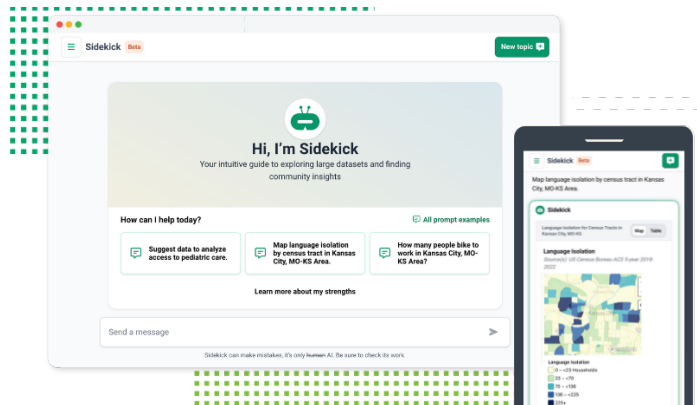 Sidekick Beta
New topic
Hi, I'm Sidekick
Your intuitive guide to exploring large datasets and finding
community insights
How can I help today?
All prompt examples
Suggest data to analyze
access to pediatric care.
Map language isolation
by census tract in Kansas
City, MO-KS Area.
How many people bike to
work in Kansas City, MO-
KS Area?
Learn more about my strengths
Send a message
Sidekick can make mistakes, it's only human AI. Be sure to check its work.
Sidekick Beta
Map language isolation by census tract in Kansas
City, MO-KS Area.
Sidekick
Language Isolation for Census Tracts in
Kansas City, MO-KS
Map Table
Language Isolation
Source(s): US Census Bureau ACS 5-year 2018-
2022
Language Isolation
0 - <23 Households
23 - <76
76 - <136
136 - <225
225+